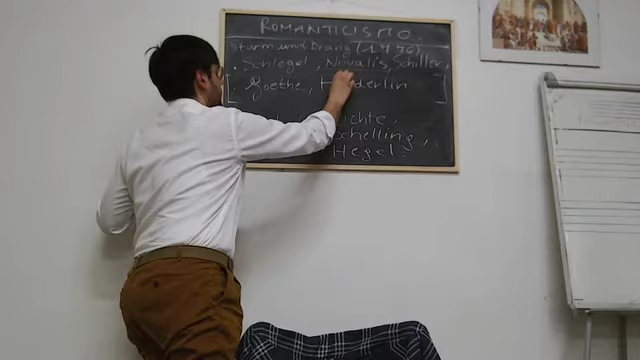 ROMANTICISMO
Sturm und Drang (1776)
Schlegel, Novalis, Schiller,
Goethe, Hölderlin
Fichte,
Schelling,
Hegel.